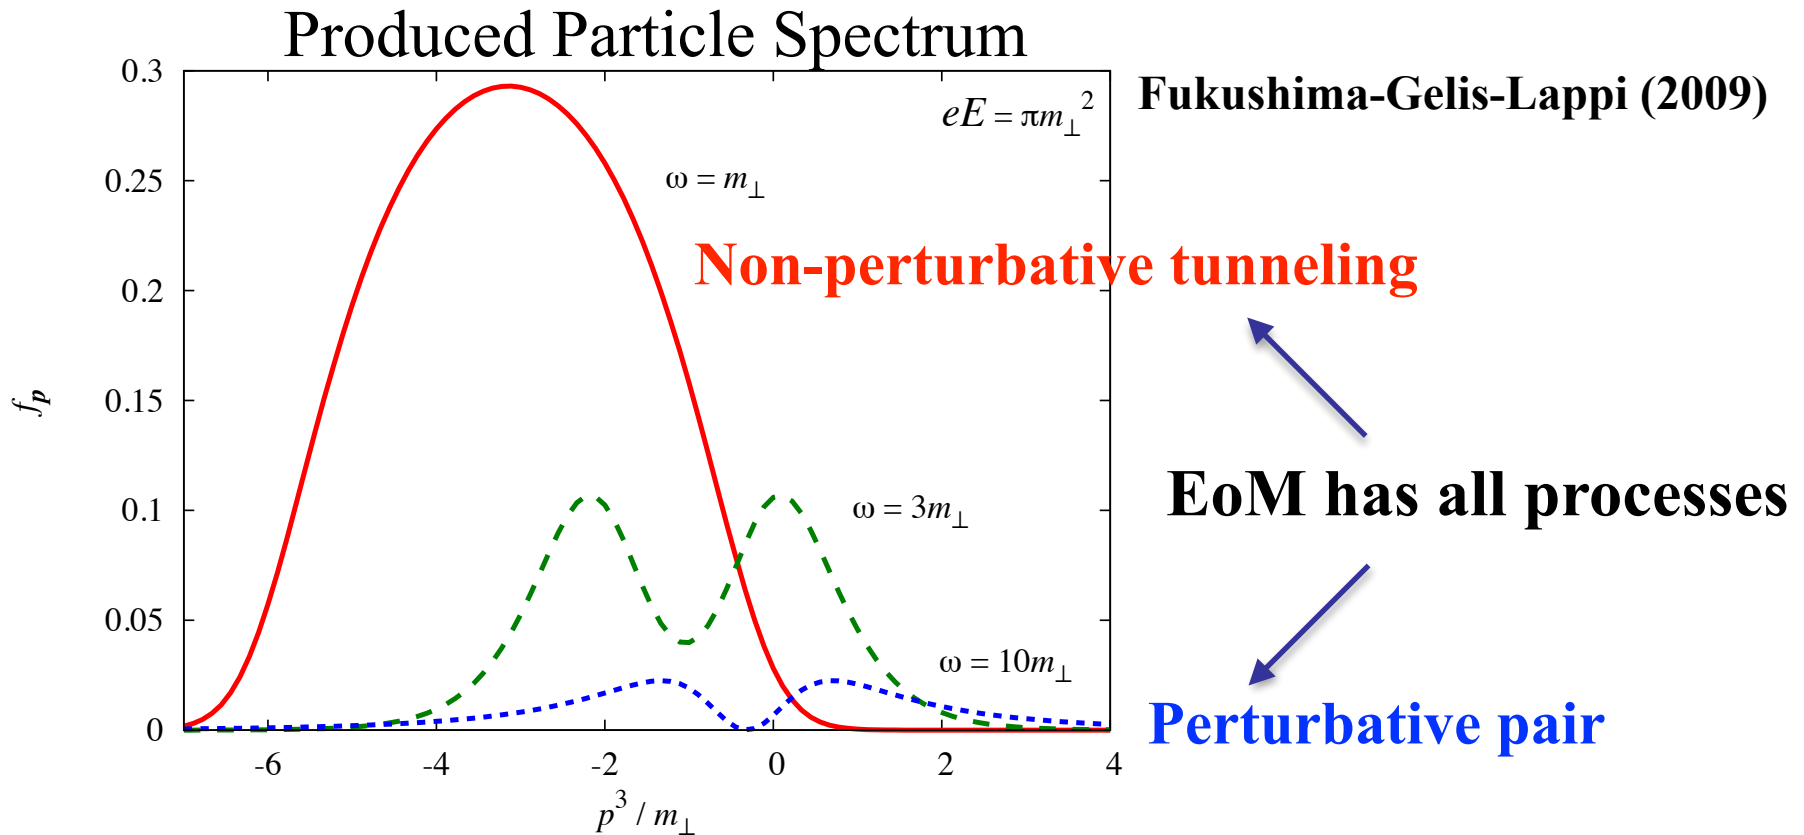 Produced Particle Spectrum
Fukushima-Gelis-Lappi (2009)
eE = πm⊥²
ω = m⊥
Non-perturbative tunneling
EoM has all processes
ω = 3m⊥
ω = 10m⊥
Perturbative pair
0.3
0.25
0.2
0.15
0.1
0.05
0
fₚ
-6 -4 -2 0 2 4
p³ / m⊥